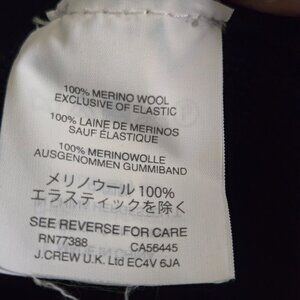 100% MERINO WOOL
EXCLUSIVE OF ELASTIC
100% LAINE DE MERINOS
SAUF ÉLASTIQUE
100% MERINOWOLLE
AUSGENOMMEN GUMMIBAND
メリノウール 100%
エラスティックを除く
SEE REVERSE FOR CARE
RN77388 CA56445
J.CREW U.K. Ltd EC4V 6JA